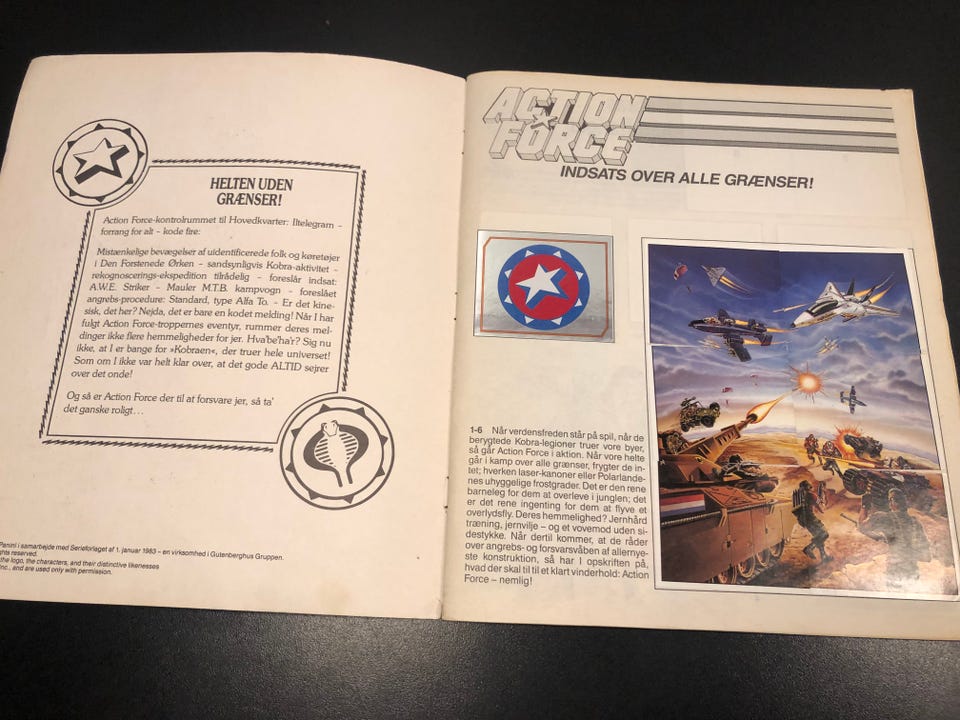 HELTEN UDEN
GRÆNSER!
Action Force-kontrolrummet til Hovedkvarter: Iltelegram -
forrang for alt - kode fire:
Mistænkelige bevægelser af uidentificerede folk og køretøjer
i Den Forstenede Ørken - sandsynligvis Kobra-aktivitet -
rekognoscerings-ekspedition tilrådelig - foreslår indsat:
A.W.E. Striker - Mauler M.T.B. kampvogn - foreslået
angrebs-procedure: Standard, type Alfa To. - Er det kine-
sisk, det her? Nejda, det er bare en kodet melding! Når I har
fulgt Action Force-troppernes eventyr, rummer deres mel-
dinger ikke flere hemmeligheder for jer. Hva'be'ha'r? Sig nu
ikke, at I er bange for »Kobraen«, der truer hele universet!
Som om I ikke var helt klar over, at det gode ALTID sejrer
over det onde!
Og så er Action Force der til at forsvare jer, så ta'
det ganske roligt...
Panini i samarbejde med Serieforlaget af 1. januar 1983 – en virksomhed i Gutenberghus Gruppen.
ghts reserved.
the logo, the characters, and their distinctive likenesses
Inc., and are used only with permission.
ACTION
FORCE
INDSATS OVER ALLE GRÆNSER!
1-6 Når verdensfreden står på spil, når de
berygtede Kobra-legioner truer vore byer,
så går Action Force i aktion. Når vore helte
går i kamp over alle grænser, frygter de in-
tet; hverken laser-kanoner eller Polarlande-
nes uhyggelige frostgrader. Det er den rene
barneleg for dem at overleve i junglen; det
er det rene ingenting for dem at flyve et
overlydsfly. Deres hemmelighed? Jernhård
træning, jernvilje – og et vovemod uden si-
destykke. Når dertil kommer, at de råder
over angrebs- og forsvarsvåben af allernye-
ste konstruktion, så har I opskriften på,
hvad der skal til til et klart vinderhold: Action
Force – nemlig!